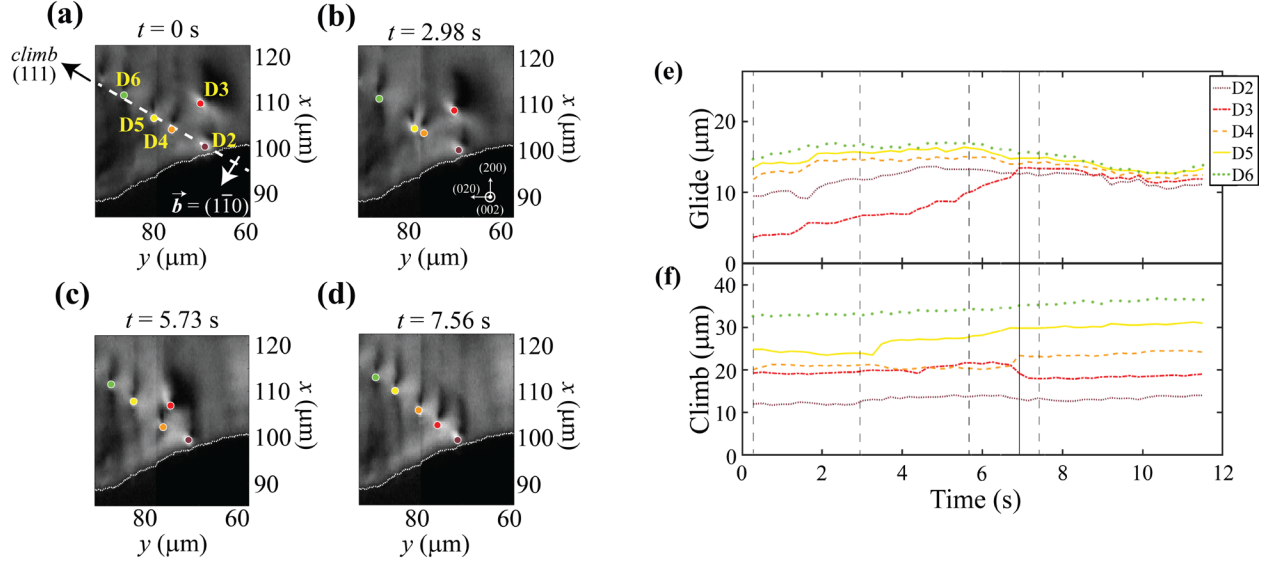 (a)
t = 0 s
climb
(111)
D6
D5
D4
D3
D2
b⃗ = (11̅0)
120
110
100
90
x (μm)
80
60
y (μm)
(b)
t = 2.98 s
(200)
(020)
(002)
120
110
100
90
x (μm)
80
60
y (μm)
(c)
t = 5.73 s
120
110
100
90
x (μm)
80
60
y (μm)
(d)
t = 7.56 s
120
110
100
90
x (μm)
80
60
y (μm)
(e)
Glide (μm)
20
10
0
D2
D3
D4
D5
D6
(f)
Climb (μm)
40
30
20
10
0
0 2 4 6 8 10 12
Time (s)